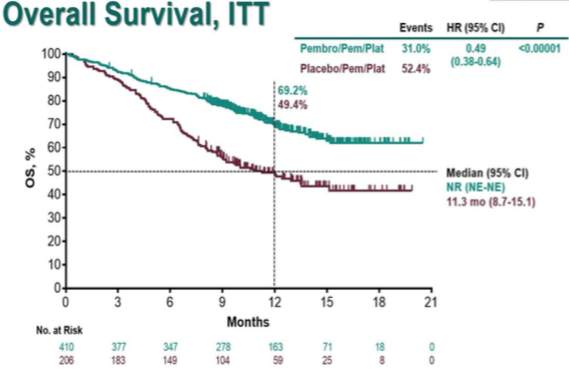 Overall Survival, ITT
Events HR (95% CI) P
Pembro/Pem/Plat 31.0% 0.49 <0.00001
(0.38-0.64)
Placebo/Pem/Plat 52.4%
100
90
80
70
60
50
40
30
20
10
0
OS, %
69.2%
49.4%
Median (95% CI)
NR (NE-NE)
11.3 mo (8.7-15.1)
0 3 6 9 12 15 18 21
Months
No. at Risk
410 377 347 278 163 71 18 0
206 183 149 104 59 25 8 0